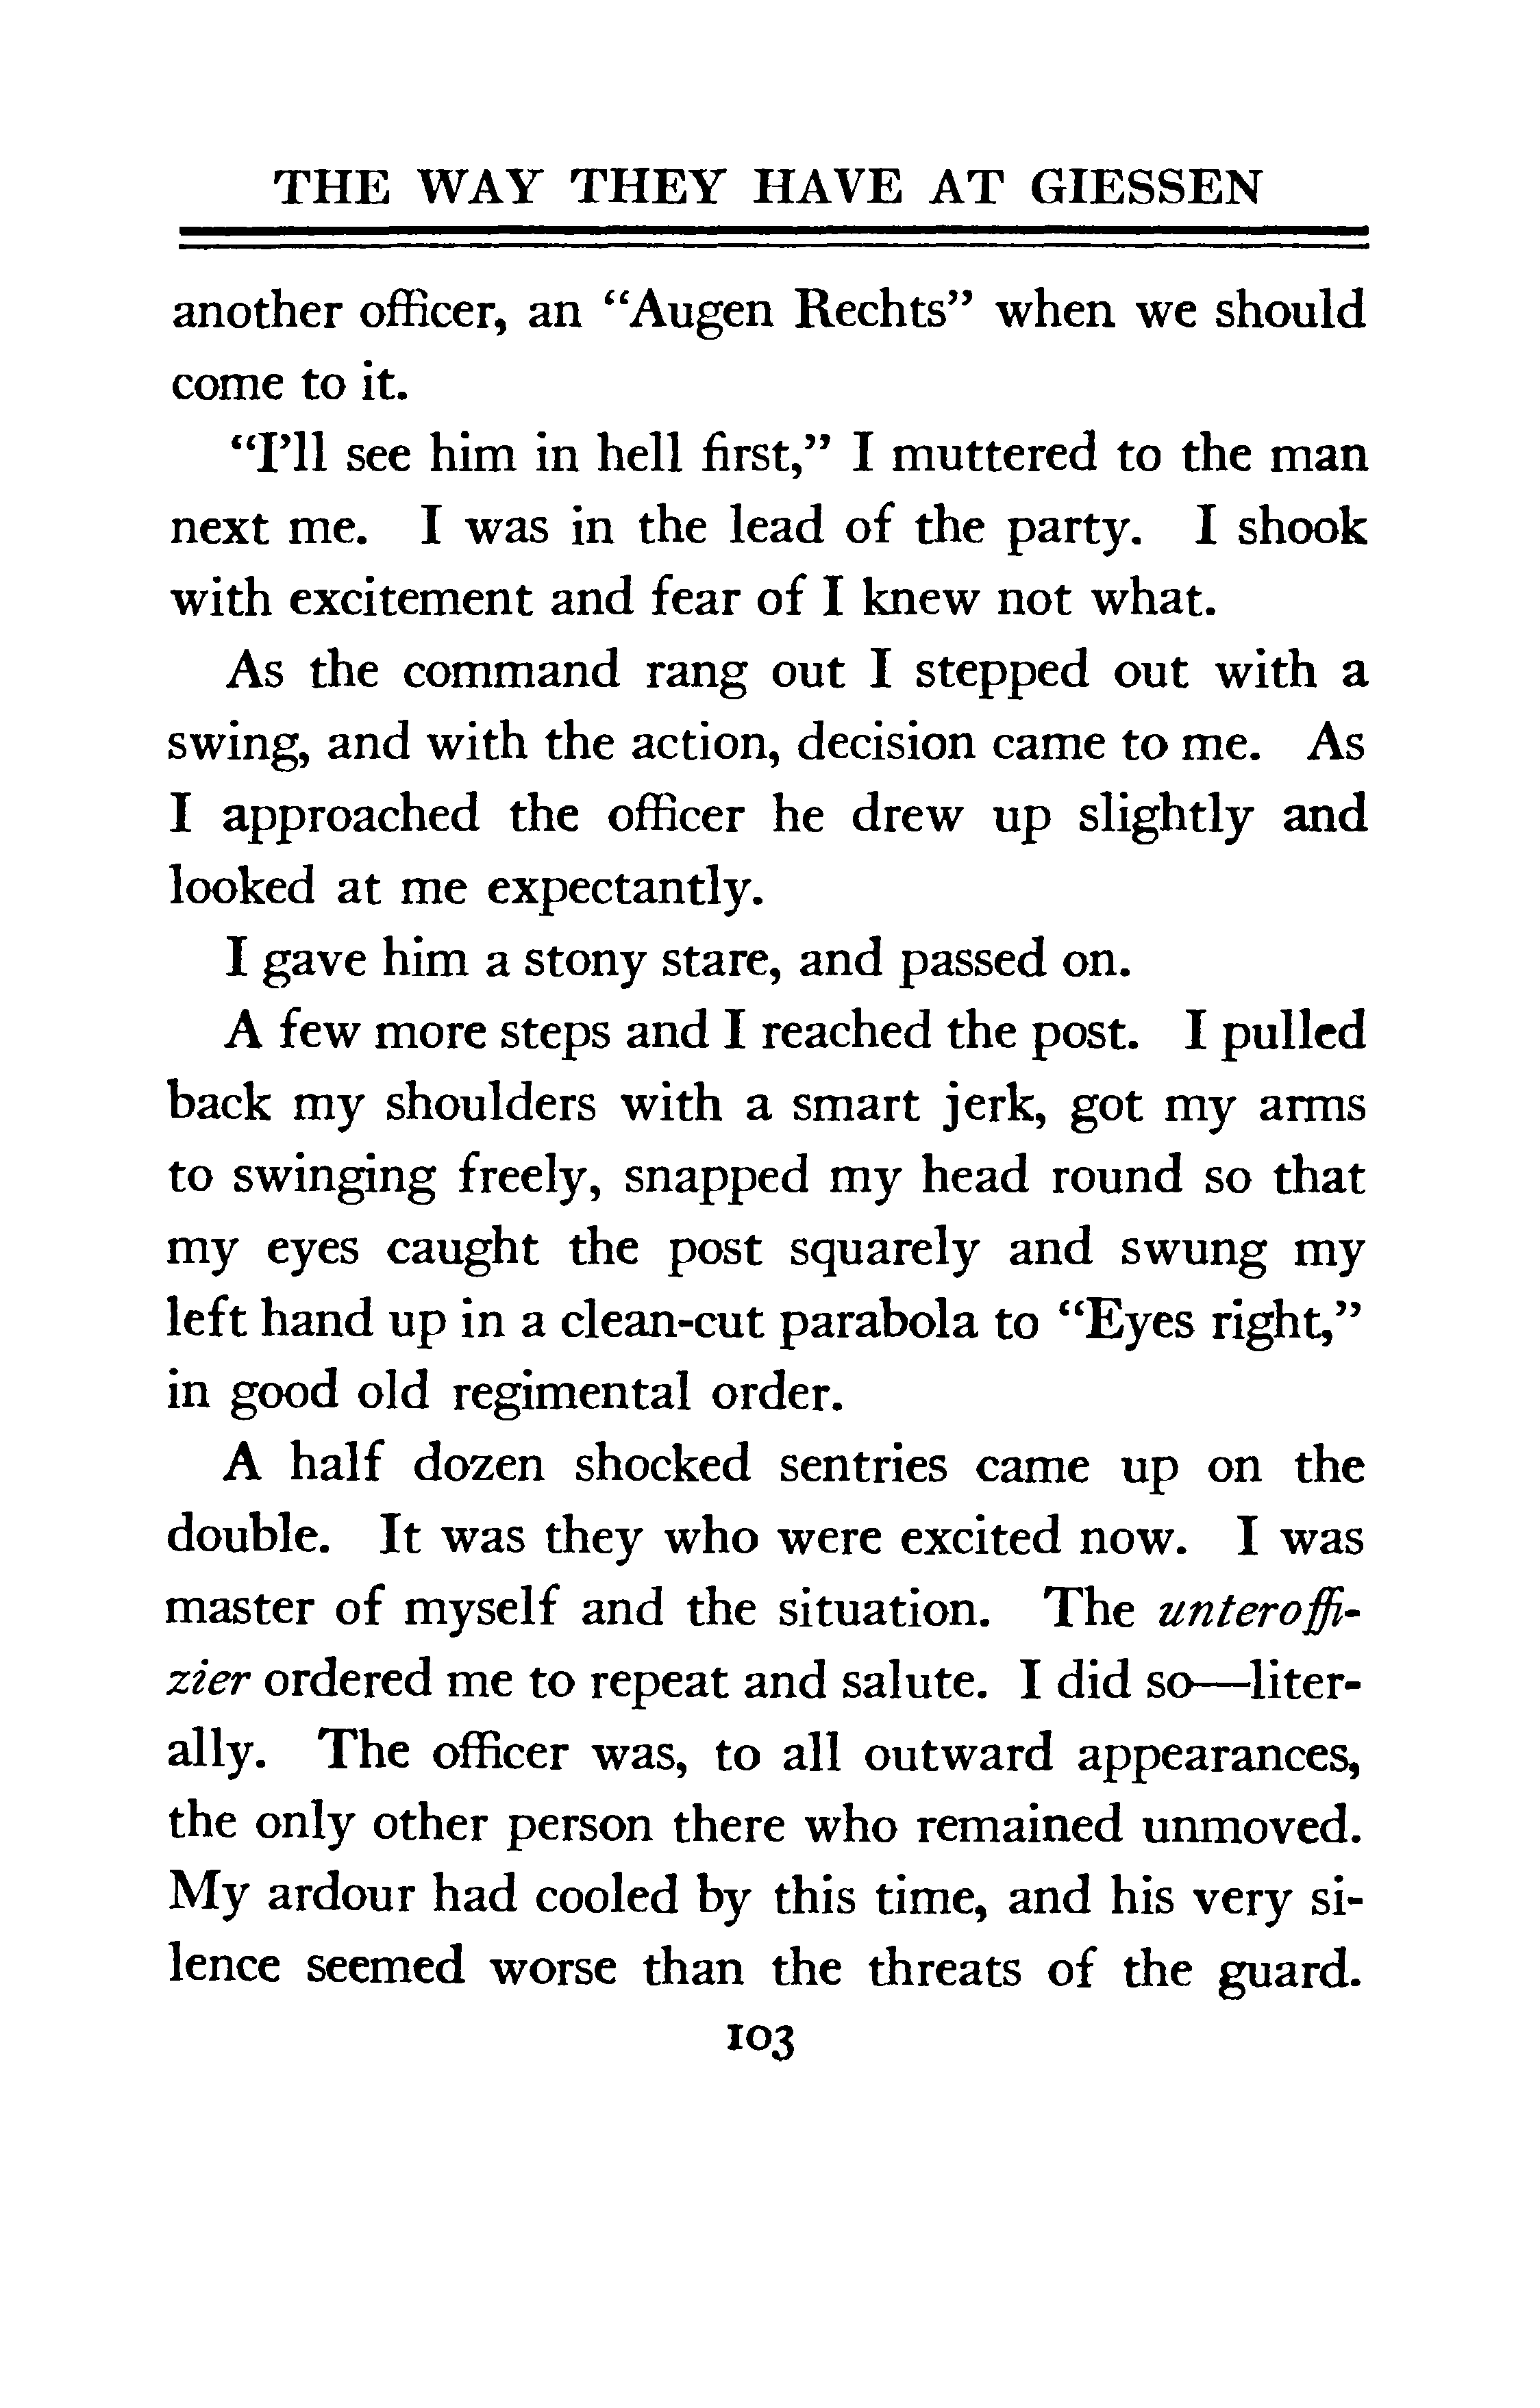 THE WAY THEY HAVE AT GIESSEN
another officer, an “Augen Rechts” when we should
come to it.
“I’ll see him in hell first,” I muttered to the man
next me. I was in the lead of the party. I shook
with excitement and fear of I knew not what.
As the command rang out I stepped out with a
swing, and with the action, decision came to me. As
I approached the officer he drew up slightly and
looked at me expectantly.
I gave him a stony stare, and passed on.
A few more steps and I reached the post. I pulled
back my shoulders with a smart jerk, got my arms
to swinging freely, snapped my head round so that
my eyes caught the post squarely and swung my
left hand up in a clean-cut parabola to “Eyes right,”
in good old regimental order.
A half dozen shocked sentries came up on the
double. It was they who were excited now. I was
master of myself and the situation. The unteroffi-
zier ordered me to repeat and salute. I did so—liter-
ally. The officer was, to all outward appearances,
the only other person there who remained unmoved.
My ardour had cooled by this time, and his very si-
lence seemed worse than the threats of the guard.
103